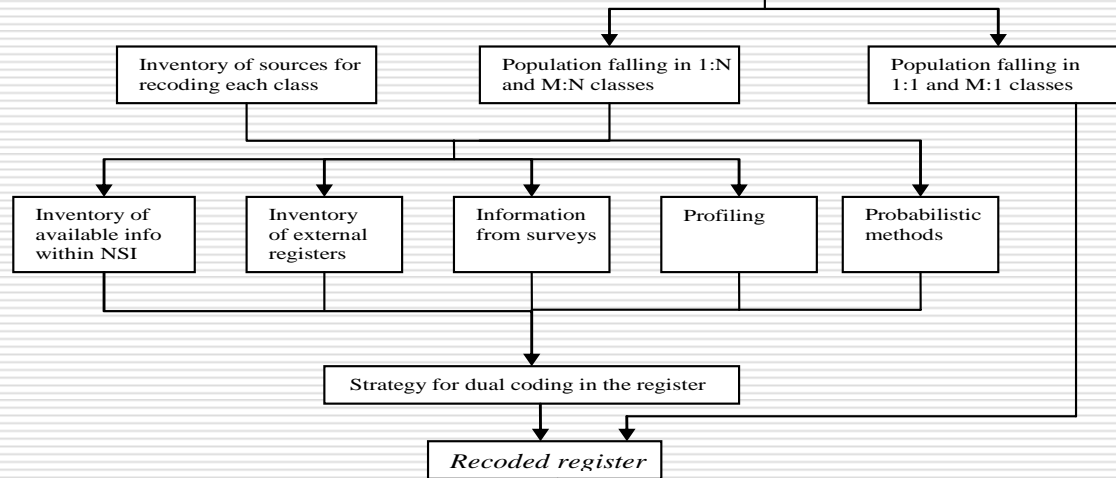 Inventory of sources for
recoding each class
Population falling in 1:N
and M:N classes
Population falling in
1:1 and M:1 classes
Inventory of
available info
within NSI
Inventory
of external
registers
Information
from surveys
Profiling
Probabilistic
methods
Strategy for dual coding in the register
Recoded register